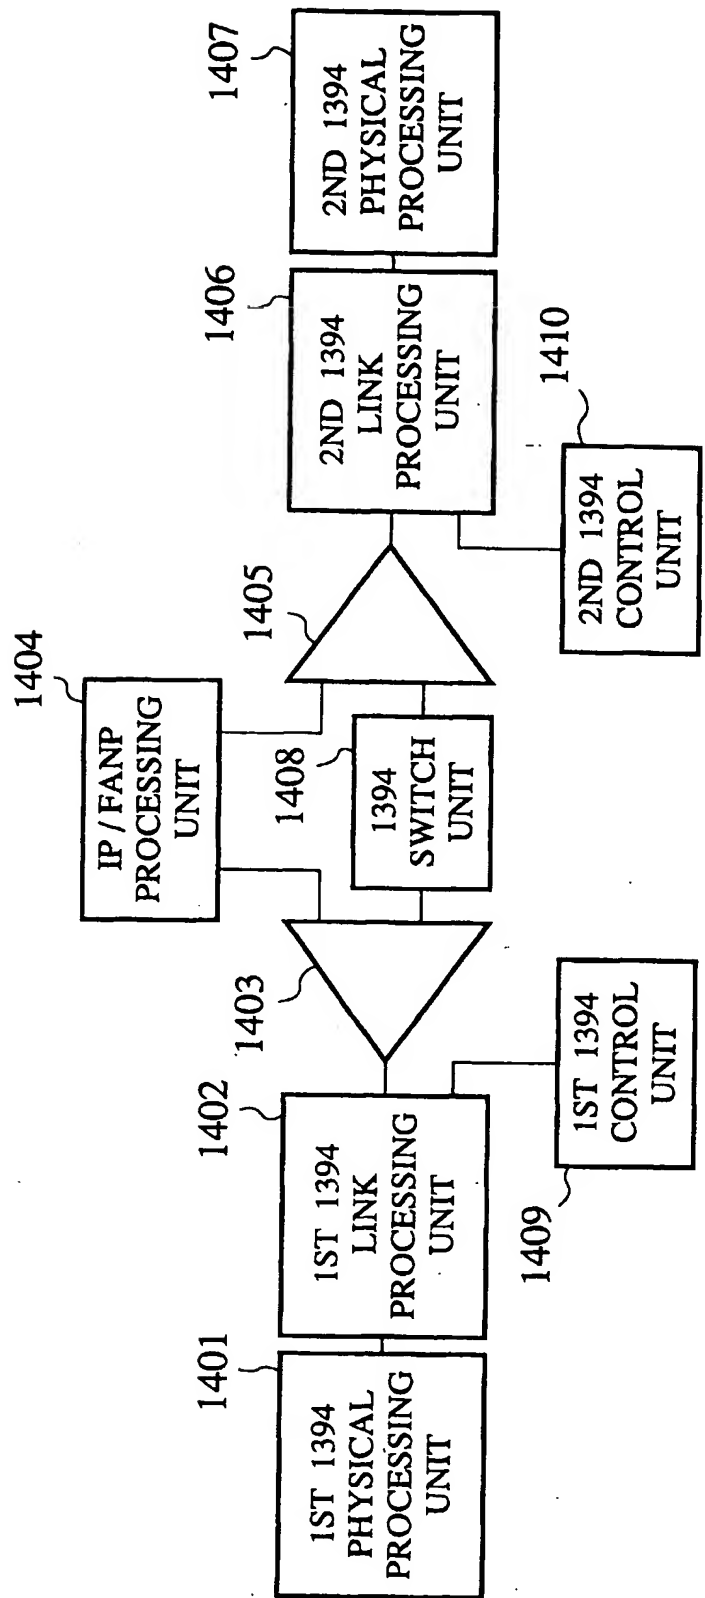 1401
1ST 1394
PHYSICAL
PROCESSING
UNIT
1402
1ST 1394
LINK
PROCESSING
UNIT
1403
1404
IP / FANP
PROCESSING
UNIT
1408
1394
SWITCH
UNIT
1405
1406
2ND 1394
LINK
PROCESSING
UNIT
1407
2ND 1394
PHYSICAL
PROCESSING
UNIT
1409
1ST 1394
CONTROL
UNIT
1410
2ND 1394
CONTROL
UNIT